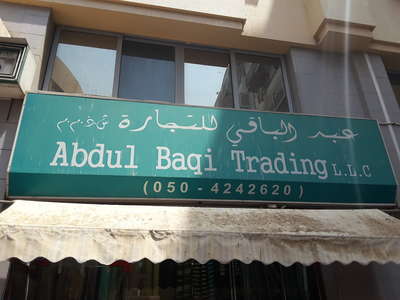 عبد الباقي للتجارة ش.ذ.م.م
Abdul Baqi Trading L.L.C
(050 - 4242620)